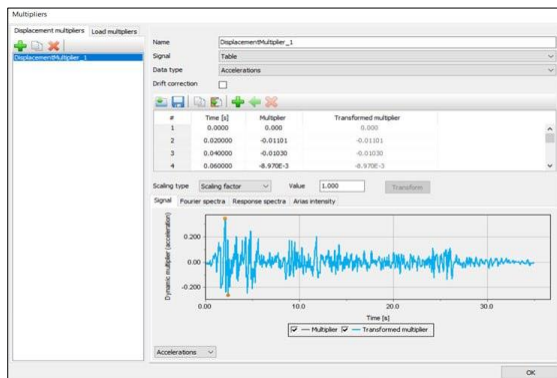 Multipliers
Displacement multipliers Load multipliers
DisplacementMultiplier_1
Name DisplacementMultiplier_1
Signal Table
Data type Accelerations
Drift correction
# Time [s] Multiplier Transformed multiplier
1 0.0000 0.000 0.000
2 0.020000 -0.01101 -0.01101
3 0.040000 -0.01030 -0.01030
4 0.060000 -8.970E-3 -8.970E-3
Scaling type Scaling factor Value 1.000 Transform
Signal Fourier spectra Response spectra Arias intensity
Dynamic multiplier (acceleration)
0.200
0.00
-0.200
0.00 10.0 20.0 30.0
Time [s]
Multiplier Transformed multiplier
Accelerations
OK